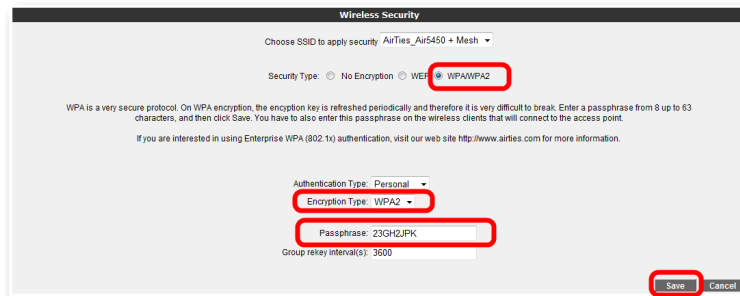 Wireless Security
Choose SSID to apply security AirTies_Air5450 + Mesh
Security Type: No Encryption WEP WPA/WPA2
WPA is a very secure protocol. On WPA encryption, the enception key is refreshed periodically and therefore it is very difficult to break. Enter a passphrase from 8 up to 63
characters, and then click Save. You have to also enter this passphrase on the wireless clients that will connect to the access point.
If you are interested in using Enterprise WPA (802.1x) authentication, visit our web site http://www.airties.com for more information.
Authentication Type: Personal
Encryption Type: WPA2
Passphrase: 23GH2JPK
Group rekey interval(s): 3600
Save Cancel